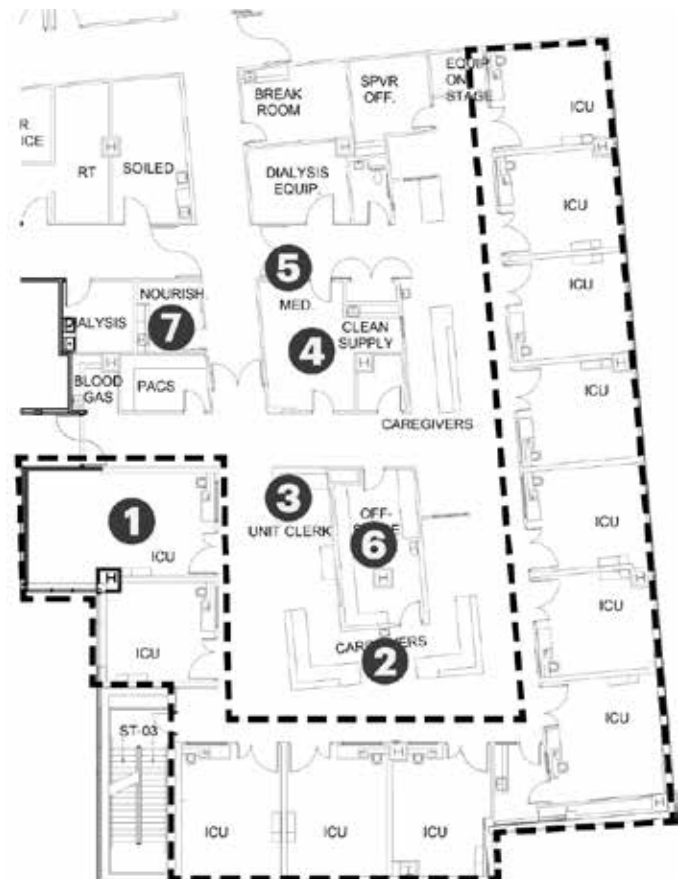 BREAK
ROOM
SPVR
OFF.
EQUIP
ON
STAGE
ICU
R
ICE
RT
SOILED
DIALYSIS
EQUIP.
ICU
5
NOURISH.
MED.
ICU
7
ALYSIS
4
CLEAN
SUPPLY
BLOOD
GAS
PACS
ICU
CAREGIVERS
1
ICU
3
UNIT CLERK
OFF-
6
ICU
ICU
ICU
2
ICU
ST-03
ICU
ICU
ICU
H
H
H
H
H
H
H
H
H
H
H